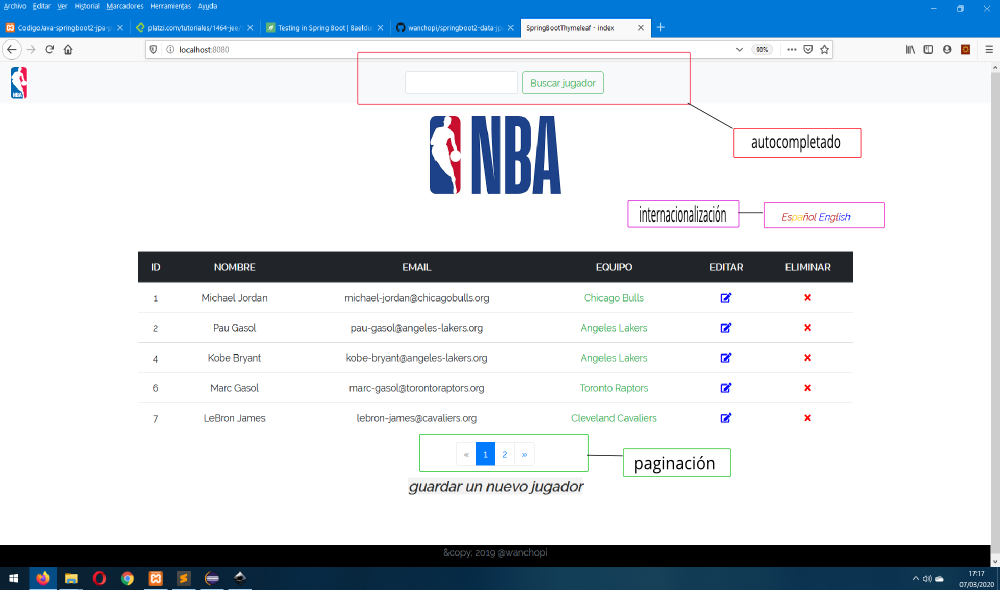 Archivo Editar Ver Historial Marcadores Herramientas Ayuda
CodigoJava-springboot2-jpa-s
platzi.com/tutoriales/1464-jee/
Testing in Spring Boot | Baeldu
wanchopi/springboot2-data-jp
SpringBootThymeleaf - index
localhost:8080
90%
NBA
Buscar jugador
autocompletado
NBA
internacionalización
Español English
ID NOMBRE EMAIL EQUIPO EDITAR ELIMINAR
1 Michael Jordan michael-jordan@chicagobulls.org Chicago Bulls
2 Pau Gasol pau-gasol@angeles-lakers.org Angeles Lakers
4 Kobe Bryant kobe-bryant@angeles-lakers.org Angeles Lakers
6 Marc Gasol marc-gasol@torontoraptors.org Toronto Raptors
7 LeBron James lebron-james@cavaliers.org Cleveland Cavaliers
« 1 2 »
paginación
guardar un nuevo jugador
&copy; 2019 @wanchopi
17:17
07/03/2020